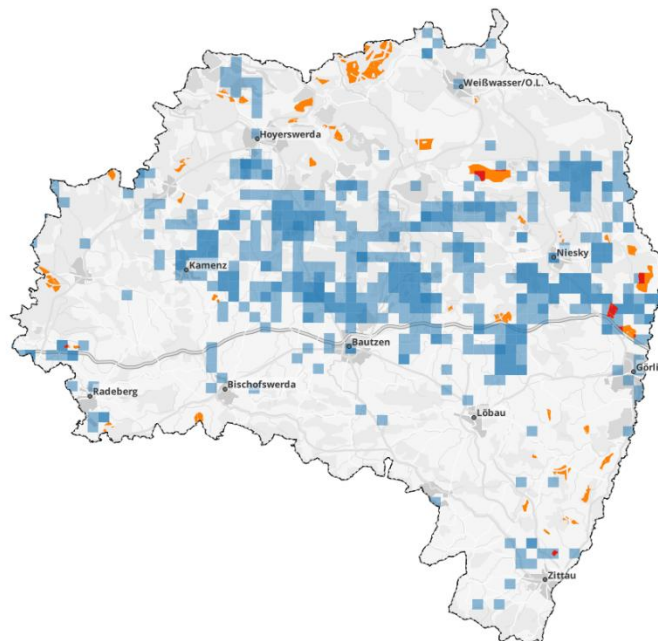 Weißwasser/O.L.
Hoyerswerda
Niesky
Kamenz
Bautzen
Görli
Bischofswerda
Radeberg
Löbau
Zittau